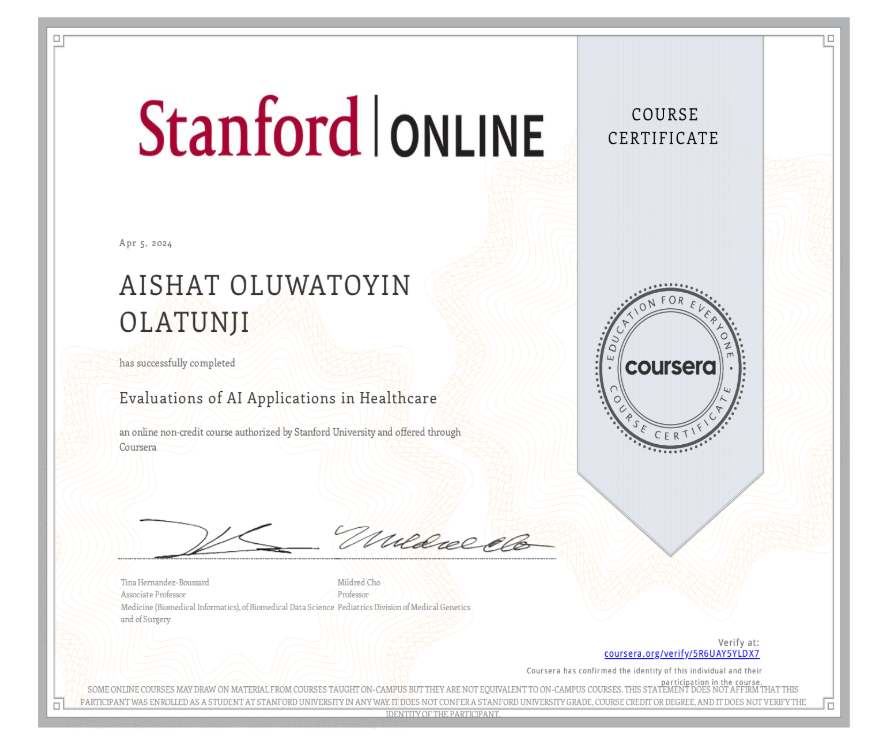 Stanford | ONLINE
COURSE
CERTIFICATE
Apr 5, 2024
AISHAT OLUWATOYIN
OLATUNJI
has successfully completed
Evaluations of AI Applications in Healthcare
an online non-credit course authorized by Stanford University and offered through
Coursera
EDUCATION FOR EVERYONE
coursera
COURSE CERTIFICATE
Tina Hernandez-Boussard
Associate Professor
Medicine (Biomedical Informatics), of Biomedical Data Science
and of Surgery
Mildred Cho
Professor
Pediatrics Division of Medical Genetics
Verify at:
coursera.org/verify/5R6UAY5YLDX7
Coursera has confirmed the identity of this individual and their
participation in the course.
SOME ONLINE COURSES MAY DRAW ON MATERIAL FROM COURSES TAUGHT ON-CAMPUS BUT THEY ARE NOT EQUIVALENT TO ON-CAMPUS COURSES. THIS STATEMENT DOES NOT AFFIRM THAT THIS
PARTICIPANT WAS ENROLLED AS A STUDENT AT STANFORD UNIVERSITY IN ANY WAY. IT DOES NOT CONFER A STANFORD UNIVERSITY GRADE, COURSE CREDIT OR DEGREE, AND IT DOES NOT VERIFY THE
IDENTITY OF THE PARTICIPANT.